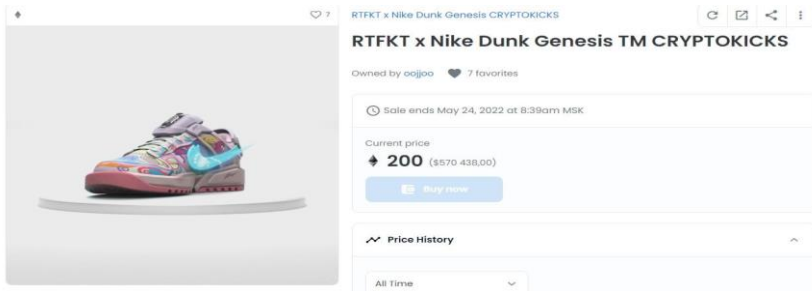 7
RTFKT x Nike Dunk Genesis CRYPTOKICKS
RTFKT x Nike Dunk Genesis TM CRYPTOKICKS
Owned by oojjoo 7 favorites
Sale ends May 24, 2022 at 8:39am MSK
Current price
200 ($570 438,00)
Buy now
Price History
All Time